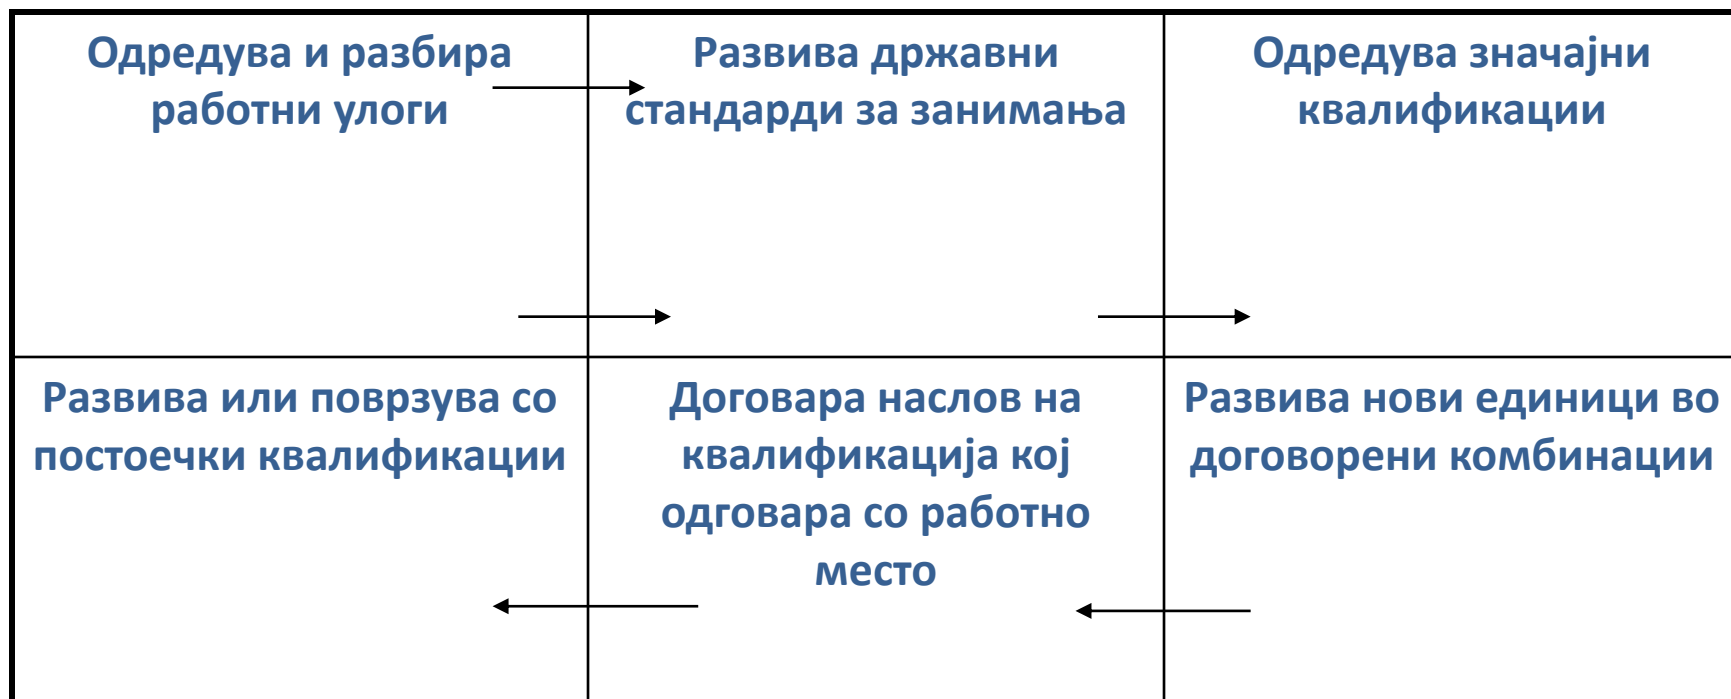 Одредува и разбира
работни улоги
Развива државни
стандарди за занимања
Одредува значајни
квалификации
Развива или поврзува со
постоечки квалификации
Договара наслов на
квалификација кој
одговара со работно
место
Развива нови единици во
договорени комбинации